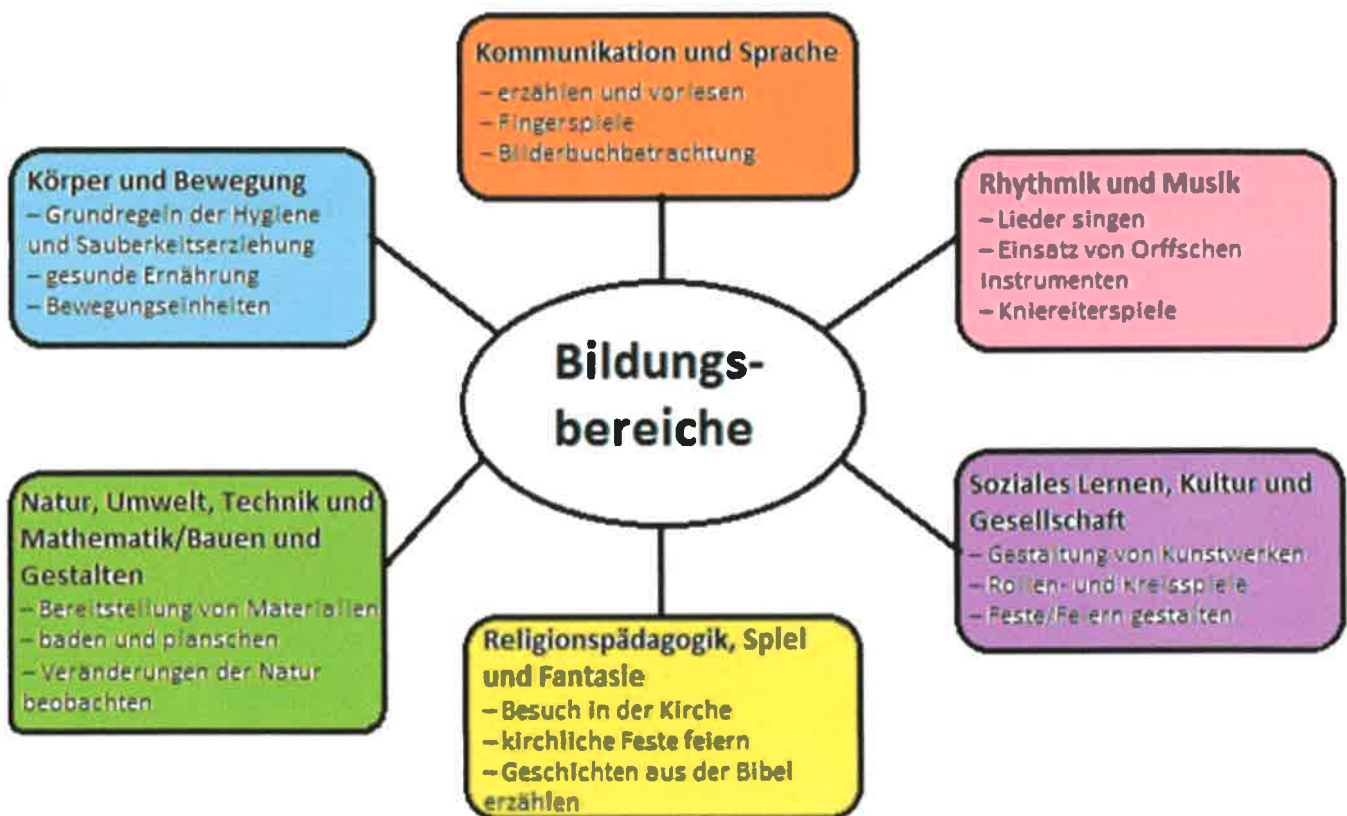 Kommunikation und Sprache
– erzählen und vorlesen
– Fingerspiele
– Bilderbuchbetrachtung
Körper und Bewegung
– Grundregeln der Hygiene
und Sauberkeitserziehung
– gesunde Ernährung
– Bewegungseinheiten
Rhythmik und Musik
– Lieder singen
– Einsatz von Orffschen
Instrumenten
– Kniereiterspiele
Bildungs-
bereiche
Natur, Umwelt, Technik und
Mathematik/Bauen und
Gestalten
– Bereitstellung von Materialien
– baden und planschen
– Veränderungen der Natur
beobachten
Soziales Lernen, Kultur und
Gesellschaft
– Gestaltung von Kunstwerken
– Rollen- und Kreisspiele
– Feste/Feiern gestalten
Religionspädagogik, Spiel
und Fantasie
– Besuch in der Kirche
– kirchliche Feste feiern
– Geschichten aus der Bibel
erzählen